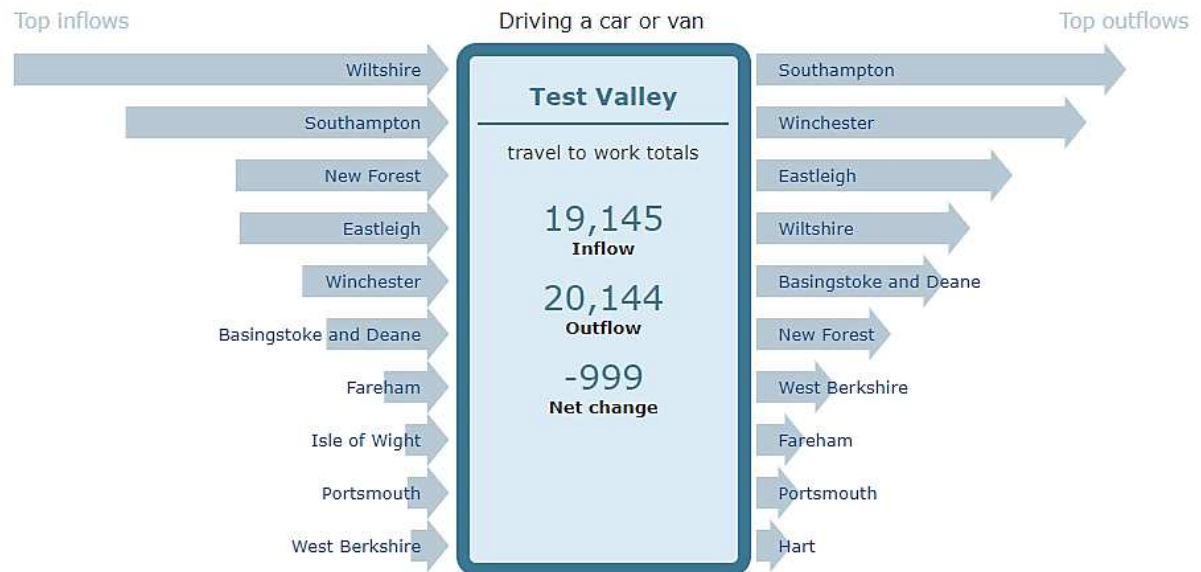 Top inflows
Driving a car or van
Top outflows
Wiltshire
Southampton
New Forest
Eastleigh
Winchester
Basingstoke and Deane
Fareham
Isle of Wight
Portsmouth
West Berkshire
Test Valley
travel to work totals
19,145
Inflow
20,144
Outflow
-999
Net change
Southampton
Winchester
Eastleigh
Wiltshire
Basingstoke and Deane
New Forest
West Berkshire
Fareham
Portsmouth
Hart